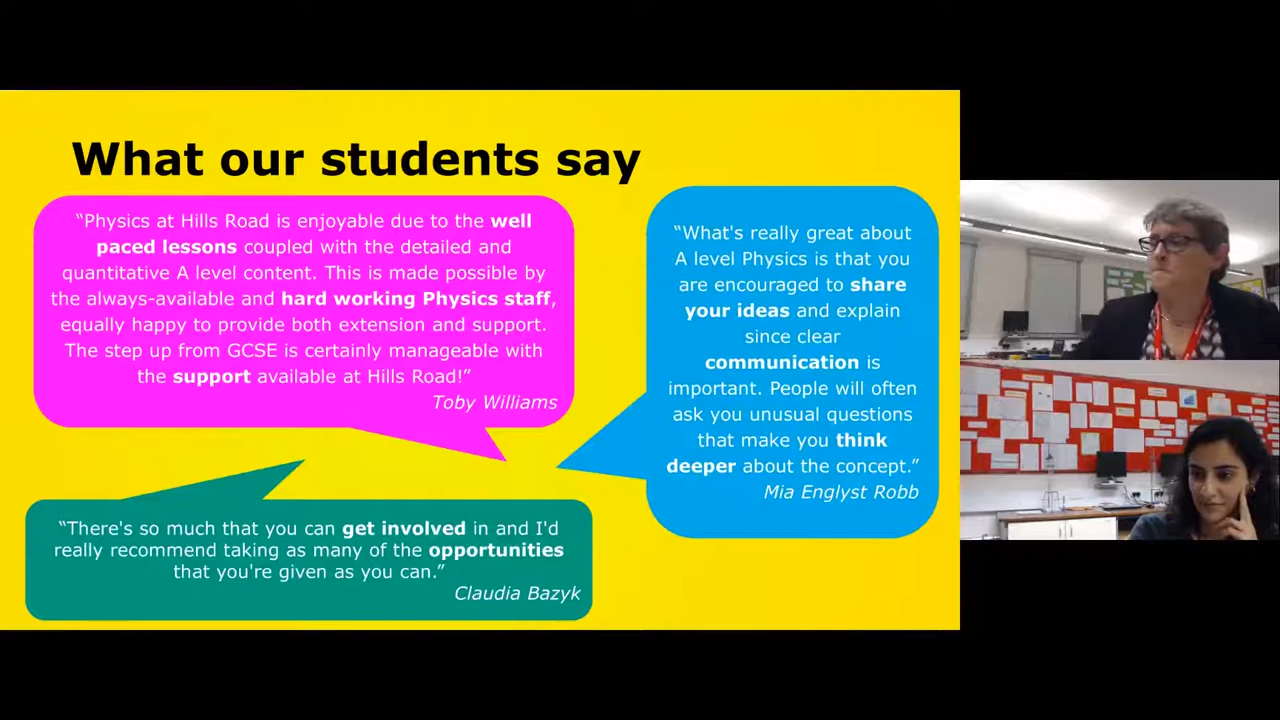 What our students say
“Physics at Hills Road is enjoyable due to the well
paced lessons coupled with the detailed and
quantitative A level content. This is made possible by
the always-available and hard working Physics staff,
equally happy to provide both extension and support.
The step up from GCSE is certainly manageable with
the support available at Hills Road!”
Toby Williams
“What's really great about
A level Physics is that you
are encouraged to share
your ideas and explain
since clear
communication is
important. People will often
ask you unusual questions
that make you think
deeper about the concept.”
Mia Englyst Robb
“There's so much that you can get involved in and I'd
really recommend taking as many of the opportunities
that you're given as you can.”
Claudia Bazyk